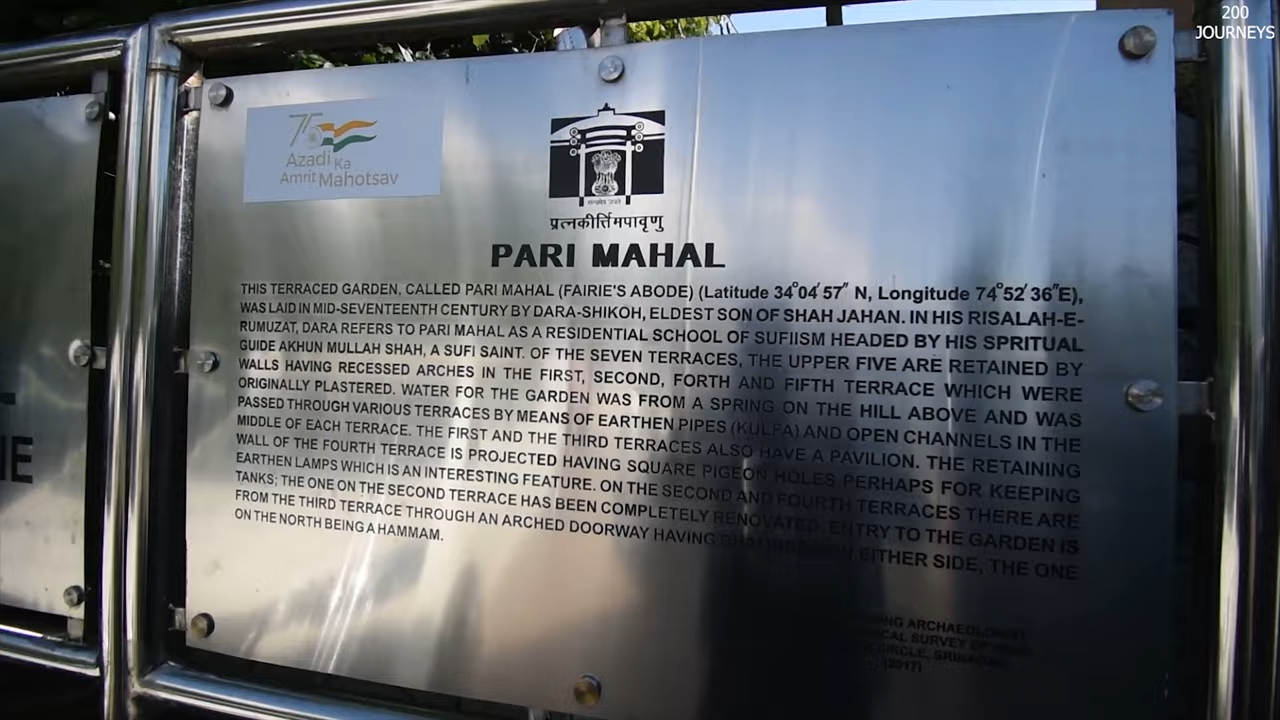 200
JOURNEYS
75
Azadi Ka
Amrit Mahotsav
सत्यमेव जयते
प्रत्नकीर्तिमपावृणु
PARI MAHAL
THIS TERRACED GARDEN, CALLED PARI MAHAL (FAIRIE'S ABODE) (Latitude 34°04′57″ N, Longitude 74°52′36″E),
WAS LAID IN MID-SEVENTEENTH CENTURY BY DARA-SHIKOH, ELDEST SON OF SHAH JAHAN. IN HIS RISALAH-E-
RUMUZAT, DARA REFERS TO PARI MAHAL AS A RESIDENTIAL SCHOOL OF SUFIISM HEADED BY HIS SPRITUAL
GUIDE AKHUN MULLAH SHAH, A SUFI SAINT. OF THE SEVEN TERRACES, THE UPPER FIVE ARE RETAINED BY
WALLS HAVING RECESSED ARCHES IN THE FIRST, SECOND, FORTH AND FIFTH TERRACE WHICH WERE
ORIGINALLY PLASTERED. WATER FOR THE GARDEN WAS FROM A SPRING ON THE HILL ABOVE AND WAS
PASSED THROUGH VARIOUS TERRACES BY MEANS OF EARTHEN PIPES (KULFA) AND OPEN CHANNELS IN THE
MIDDLE OF EACH TERRACE. THE FIRST AND THE THIRD TERRACES ALSO HAVE A PAVILION. THE RETAINING
WALL OF THE FOURTH TERRACE IS PROJECTED HAVING SQUARE PIGEON HOLES PERHAPS FOR KEEPING
EARTHEN LAMPS WHICH IS AN INTERESTING FEATURE. ON THE SECOND AND FOURTH TERRACES THERE ARE
TANKS; THE ONE ON THE SECOND TERRACE HAS BEEN COMPLETELY RENOVATED. ENTRY TO THE GARDEN IS
FROM THE THIRD TERRACE THROUGH AN ARCHED DOORWAY HAVING EITHER SIDE, THE ONE
ON THE NORTH BEING A HAMMAM.
ARCHAEOLOGIST
SURVEY OF
CIRCLE, SRINAGAR
(2017)